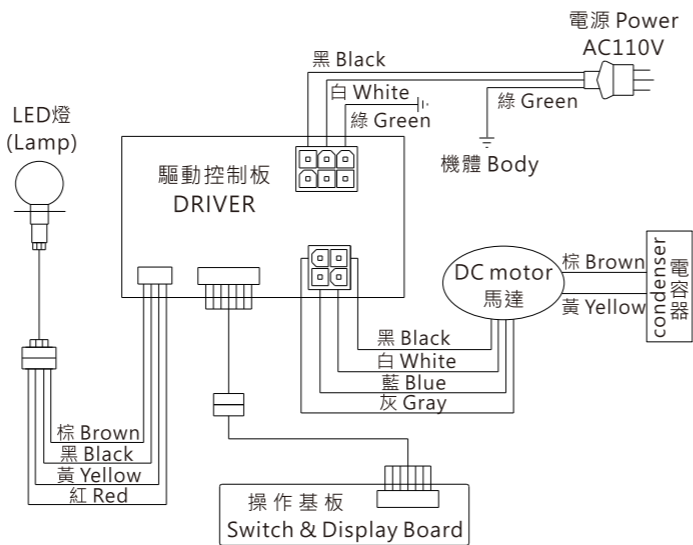 電源 Power
AC110V
黑 Black
白 White
綠 Green
綠 Green
機體 Body
LED燈
(Lamp)
驅動控制板
DRIVER
DC motor
馬達
棕 Brown
黃 Yellow
condenser
電容器
黑 Black
白 White
藍 Blue
灰 Gray
棕 Brown
黑 Black
黃 Yellow
紅 Red
操作基板
Switch & Display Board